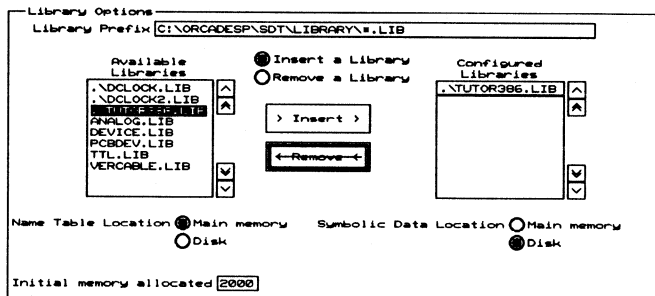 Library Options
Library Prefix C:\ORCADESP\SDT\LIBRARY\*.LIB
Available Libraries
.\DCLOCK.LIB
.\DCLOCK2.LIB
.\TUTOR386.LIB
ANALOG.LIB
DEVICE.LIB
PCBDEV.LIB
TTL.LIB
VERCABLE.LIB
Insert a Library
Remove a Library
> Insert >
< Remove <
Configured Libraries
.\TUTOR386.LIB
Name Table Location Main memory
Disk
Symbolic Data Location Main memory
Disk
Initial memory allocated 2000